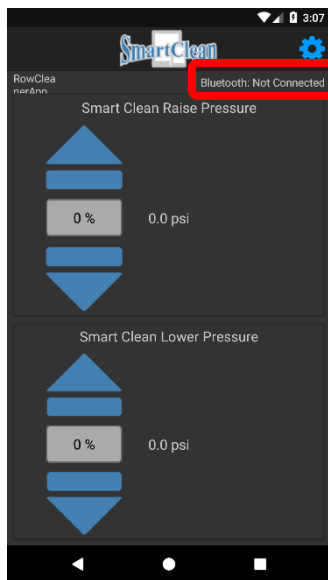 3:07
SmartClean
RowClea
nerApp
Bluetooth: Not Connected
Smart Clean Raise Pressure
0 %
0.0 psi
Smart Clean Lower Pressure
0 %
0.0 psi